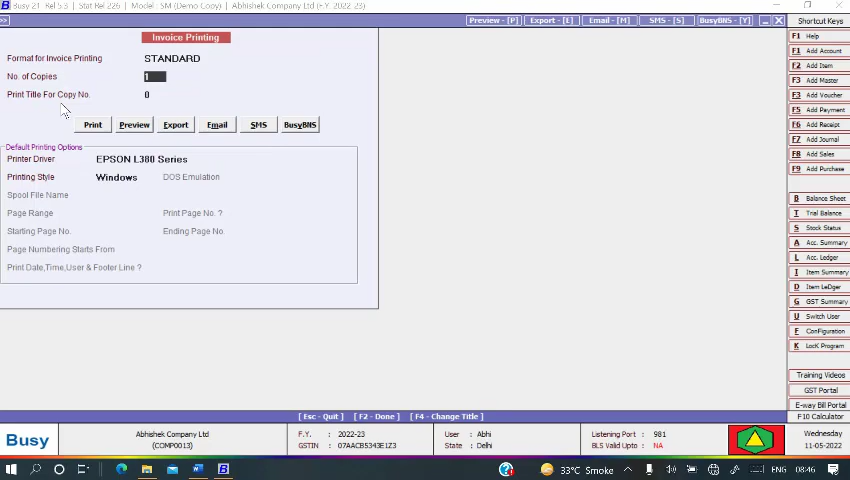 Busy 21 Rel 5.3 | Stat Rel 226 | Model : SM (Demo Copy) | Abhishek Company Ltd (F.Y. 2022-23)
>>
Preview - [P] Export - [E] Email - [M] SMS - [S] BusyBNS - [Y]
Invoice Printing
Format for Invoice Printing STANDARD
No. of Copies 1
Print Title For Copy No. 0
Print Preview Export Email SMS BusyBNS
Default Printing Options
Printer Driver EPSON L380 Series
Printing Style Windows DOS Emulation
Spool File Name
Page Range Print Page No. ?
Starting Page No. Ending Page No
Page Numbering Starts From
Print Date,Time,User & Footer Line ?
Shortcut Keys
F1 Help
F1 Add Account
F2 Add Item
F3 Add Master
F3 Add Voucher
F5 Add Payment
F6 Add Receipt
F7 Add Journal
F8 Add Sales
F9 Add Purchase
B Balance Sheet
T Trial Balance
S Stock Status
A Acc. Summary
L Acc. Ledger
I Item Summary
D Item LeDger
G GST Summary
U Switch User
F ConFiguration
K LocK Program
Training Videos
GST Portal
E-way Bill Portal
F10 Calculator
[ Esc - Quit ] [ F2 - Done ] [ F4 - Change Title ]
Busy
Abhishek Company Ltd
(COMP0013)
F.Y. : 2022-23
GSTIN : 07AACB5343E1Z3
User : Abhi
State : Delhi
Listening Port : 981
BLS Valid Upto : NA
Wednesday
11-05-2022
33°C Smoke
ENG
08:46